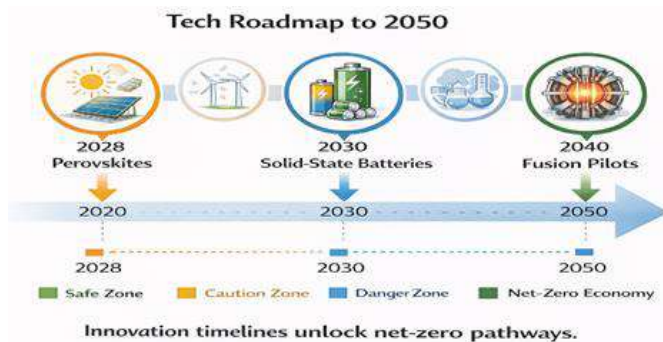 Tech Roadmap to 2050
2028 2030 2040
Perovskites Solid-State Batteries Fusion Pilots
2020 2030 2050
2028 2030 2050
Safe Zone Caution Zone Danger Zone Net-Zero Economy
Innovation timelines unlock net-zero pathways.